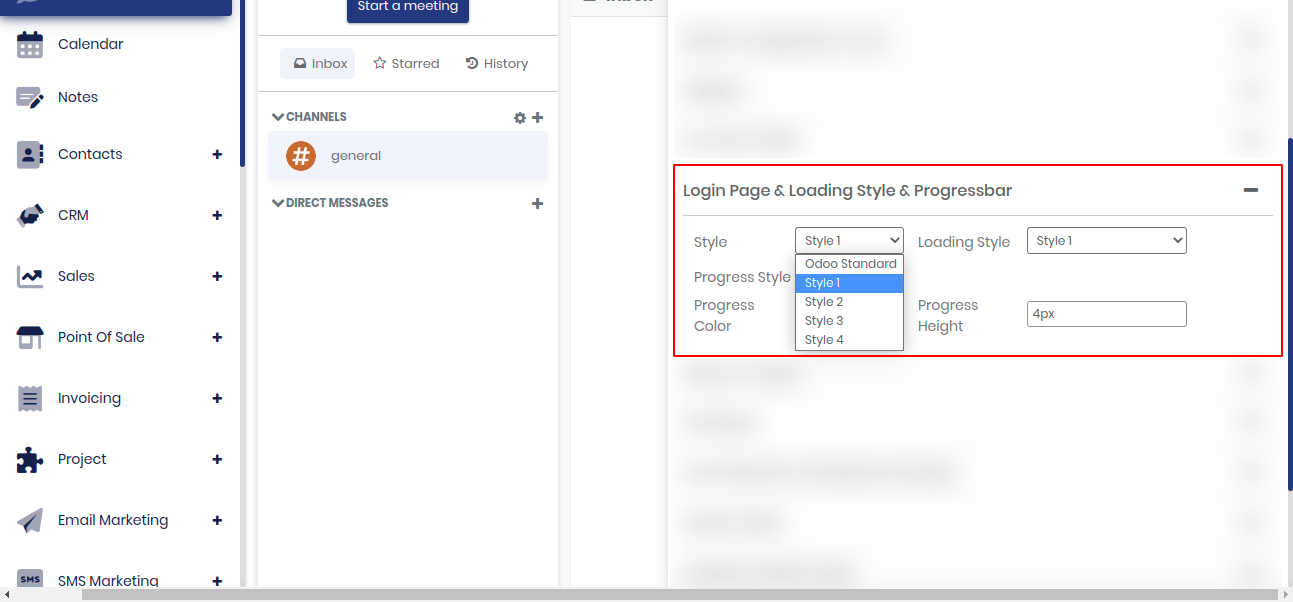 Calendar
Notes
Contacts
CRM
Sales
Point Of Sale
Invoicing
Project
Email Marketing
SMS
SMS Marketing
Start a meeting
Inbox
Starred
History
CHANNELS
general
DIRECT MESSAGES
Inbox
Login Page & Loading Style & Progressbar
Style
Style 1
Loading Style
Style 1
Odoo Standard
Style 1
Style 2
Style 3
Style 4
Progress Style
Progress
Color
Progress
Height
4px